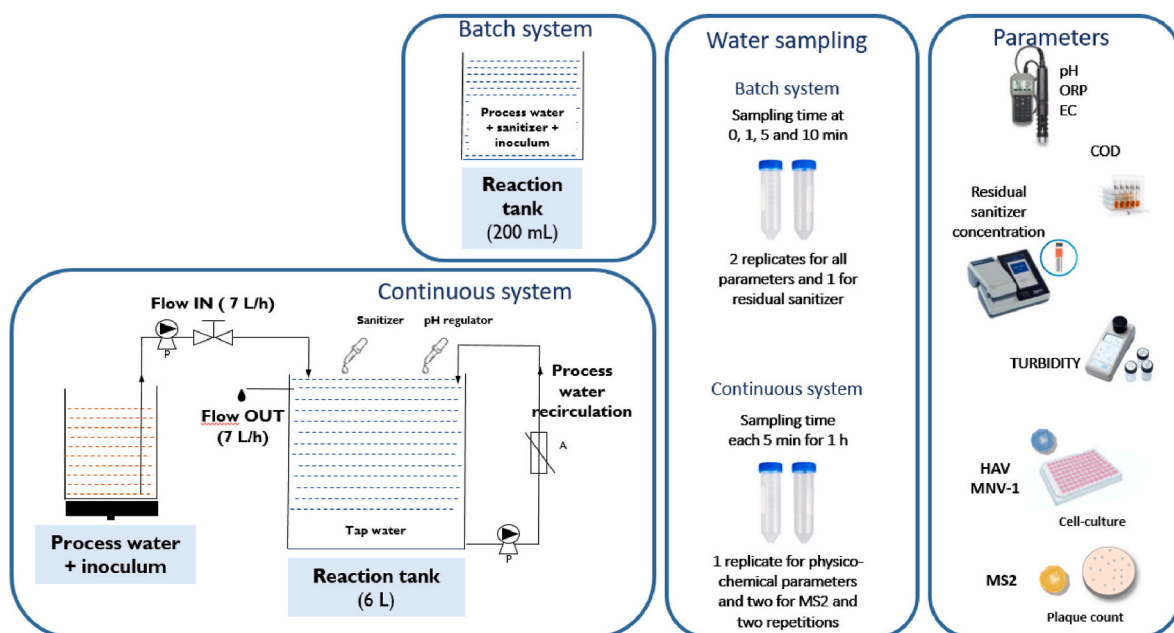 Batch system
Process water
+ sanitizer +
inoculum
Reaction
tank
(200 mL)
Continuous system
Flow IN ( 7 L/h)
P
Sanitizer
pH regulator
Process
water
recirculation
Flow OUT
(7 L/h)
A
Tap water
P
Process water
+ inoculum
Reaction tank
(6 L)
Water sampling
Batch system
Sampling time at
0, 1, 5 and 10 min
2 replicates for all
parameters and 1 for
residual sanitizer
Continuous system
Sampling time
each 5 min for 1 h
1 replicate for physico-
chemical parameters
and two for MS2 and
two repetitions
Parameters
pH
ORP
EC
COD
Residual
sanitizer
concentration
TURBIDITY
HAV
MNV-1
Cell-culture
MS2
Plaque count